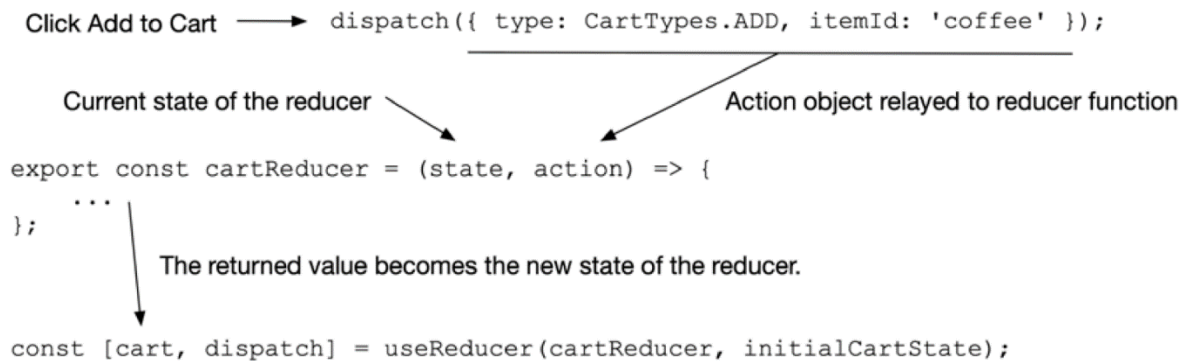 Click Add to Cart dispatch({ type: CartTypes.ADD, itemId: 'coffee' });
Current state of the reducer Action object relayed to reducer function
export const cartReducer = (state, action) => {
...
};
The returned value becomes the new state of the reducer.
const [cart, dispatch] = useReducer(cartReducer, initialCartState);